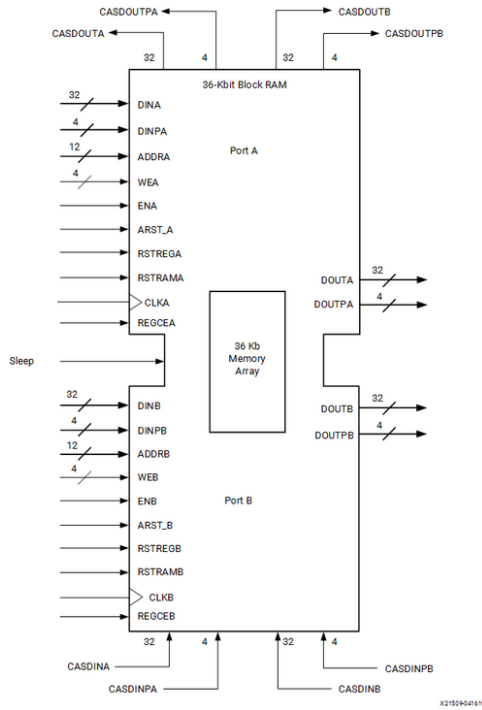 CASDOUTPA
CASDOUTB
CASDOUTA
CASDOUTPB
32 4 32 4
36-Kbit Block RAM
32
DINA
4
DINPA
12
ADDRA
Port A
4
WEA
ENA
ARST_A
RSTREGA
RSTRAMA
32
DOUTA
4
DOUTPA
CLKA
REGCEA
36 Kb
Memory
Array
Sleep
32
DINB
32
DOUTB
4
DINPB
4
DOUTPB
12
ADDRB
4
WEB
ENB
Port B
ARST_B
RSTREGB
RSTRAMB
CLKB
REGCEB
32 4 32 4
CASDINA
CASDINPB
CASDINPA
CASDINB